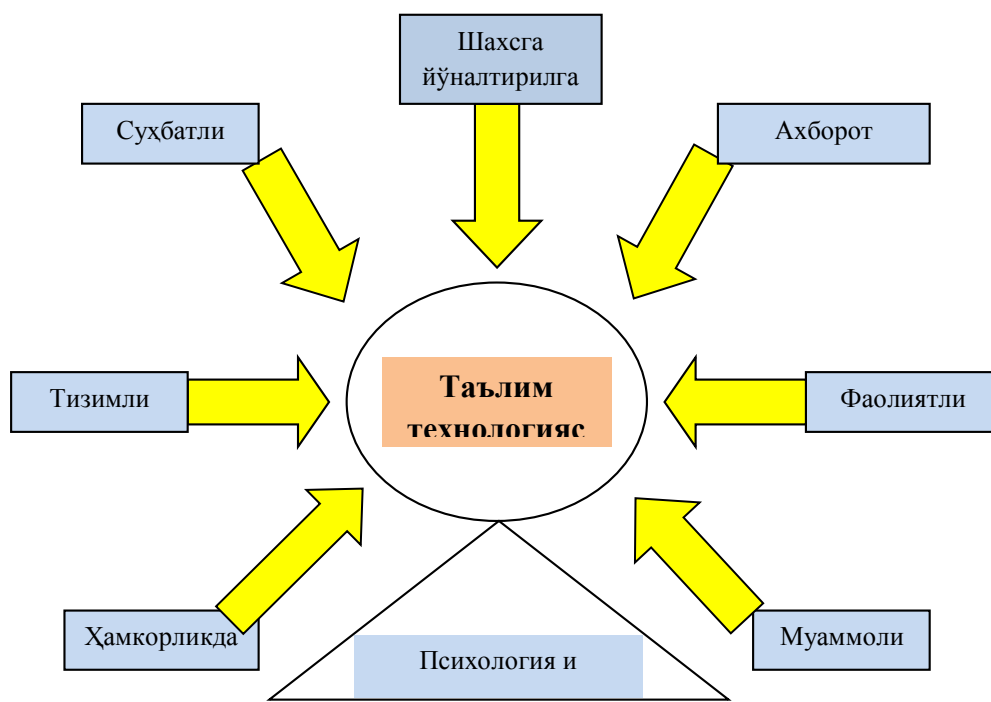 Шахсга
йўналтирилга
Суҳбатли
Ахборот
Таълим
технологияс
Тизимли
Фаолиятли
Ҳамкорликда
Муаммоли
Психология и